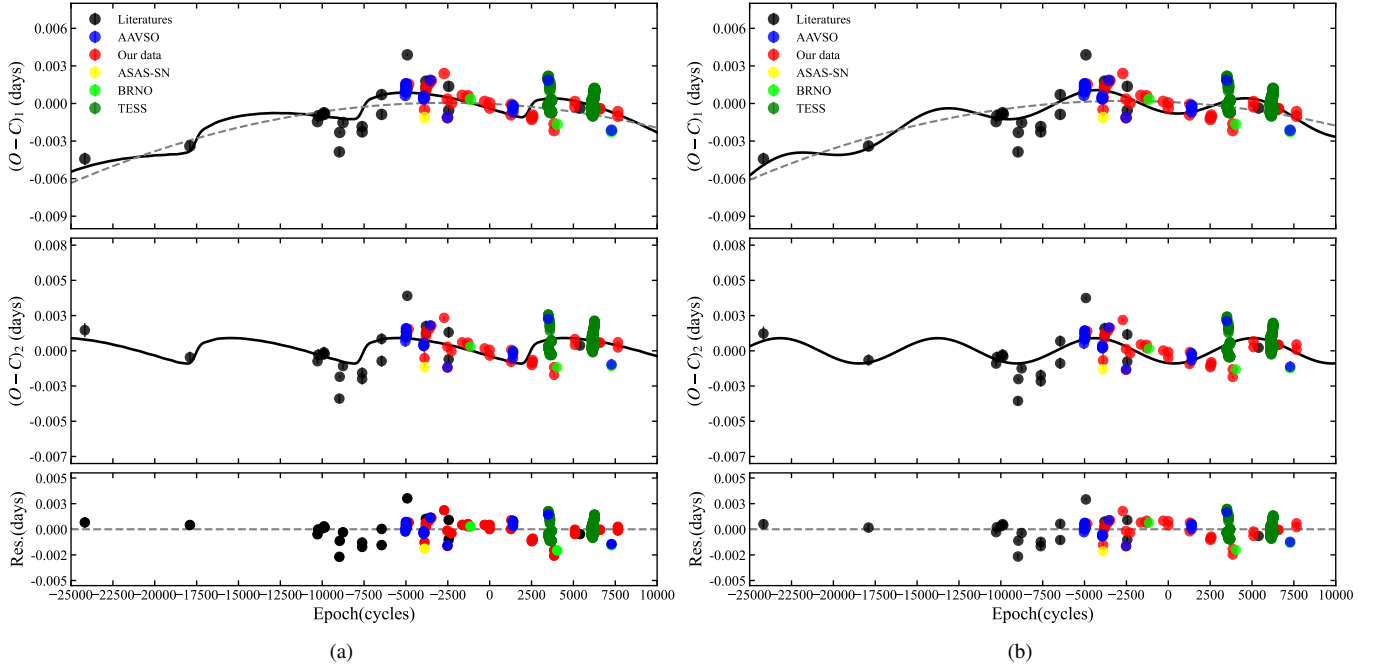 Literatures
AAVSO
Our data
ASAS-SN
BRNO
TESS
(O − C)₁ (days)
0.006
0.003
0.000
-0.003
-0.006
-0.009
(O − C)₂ (days)
0.008
0.005
0.003
0.000
-0.003
-0.005
-0.007
Res.(days)
0.005
0.003
0.000
-0.002
-0.005
−25000 −22500 −20000 −17500 −15000 −12500 −10000 −7500 −5000 −2500 0 2500 5000 7500 10000
Epoch(cycles)
(a)
Literatures
AAVSO
Our data
ASAS-SN
BRNO
TESS
(O − C)₁ (days)
0.006
0.003
0.000
-0.003
-0.006
-0.009
(O − C)₂ (days)
0.008
0.005
0.003
0.000
-0.003
-0.005
-0.007
Res.(days)
0.005
0.003
0.000
-0.002
-0.005
−25000 −22500 −20000 −17500 −15000 −12500 −10000 −7500 −5000 −2500 0 2500 5000 7500 10000
Epoch(cycles)
(b)